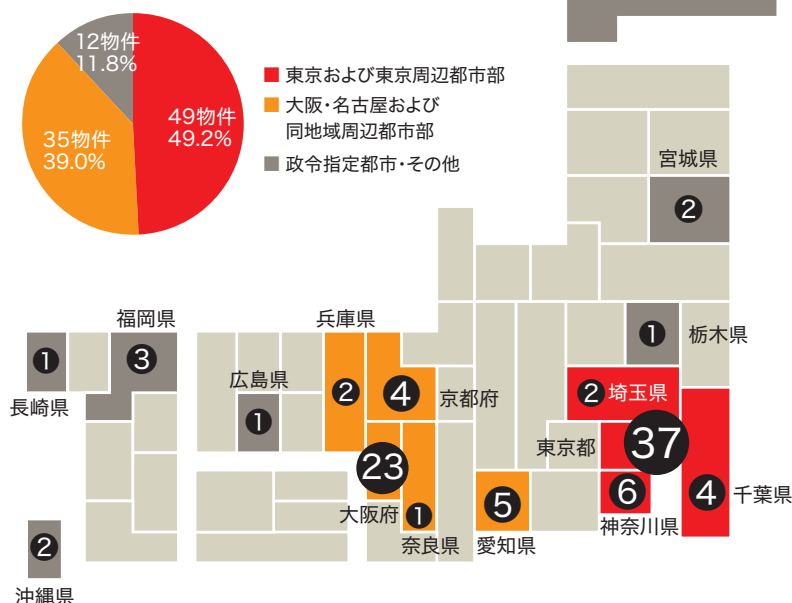 12物件
11.8%
49物件
49.2%
35物件
39.0%
東京および東京周辺都市部
大阪・名古屋および
同地域周辺都市部
政令指定都市・その他
宮城県
2
福岡県
兵庫県
1
3
長崎県
広島県
1
2
4
京都府
1
栃木県
2 埼玉県
東京都
37
23
大阪府
1
奈良県
5
愛知県
6
神奈川県
4
千葉県
2
沖縄県